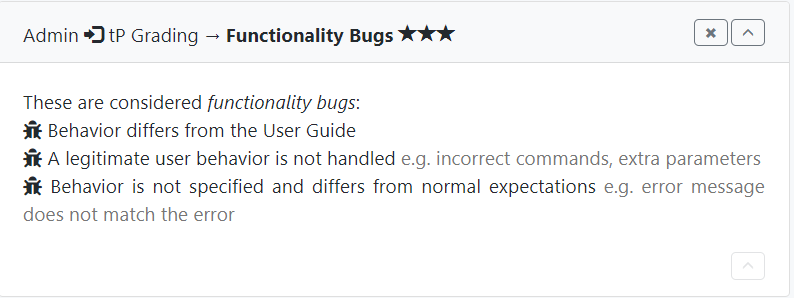 Admin tP Grading → Functionality Bugs ★★★
These are considered functionality bugs:
Behavior differs from the User Guide
A legitimate user behavior is not handled e.g. incorrect commands, extra parameters
Behavior is not specified and differs from normal expectations e.g. error message
does not match the error